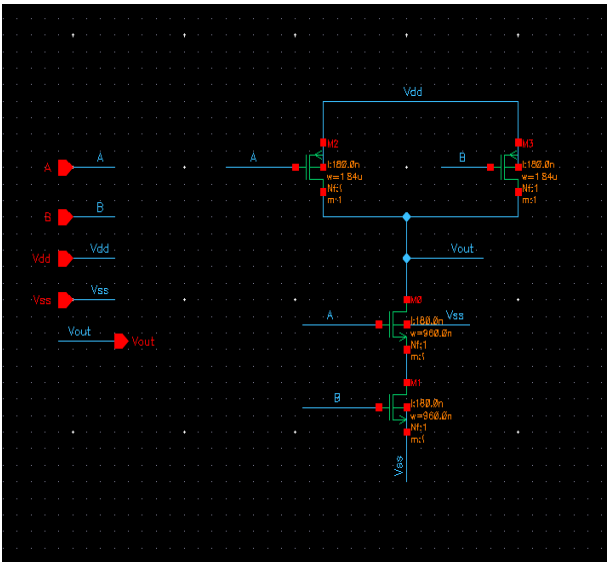 Vdd
M2
M3
A
A
A
B
l:180.0n
l:180.0n
w=1.84u
w=1.84u
Nf:1
Nf:1
m:1
m:1
B
B
Vdd
Vdd
Vout
Vss
Vss
M0
A
l:180.0n
Vss
w=960.0n
Nf:1
m:1
Vout
Vout
M1
B
l:180.0n
w=960.0n
Nf:1
m:1
Vss